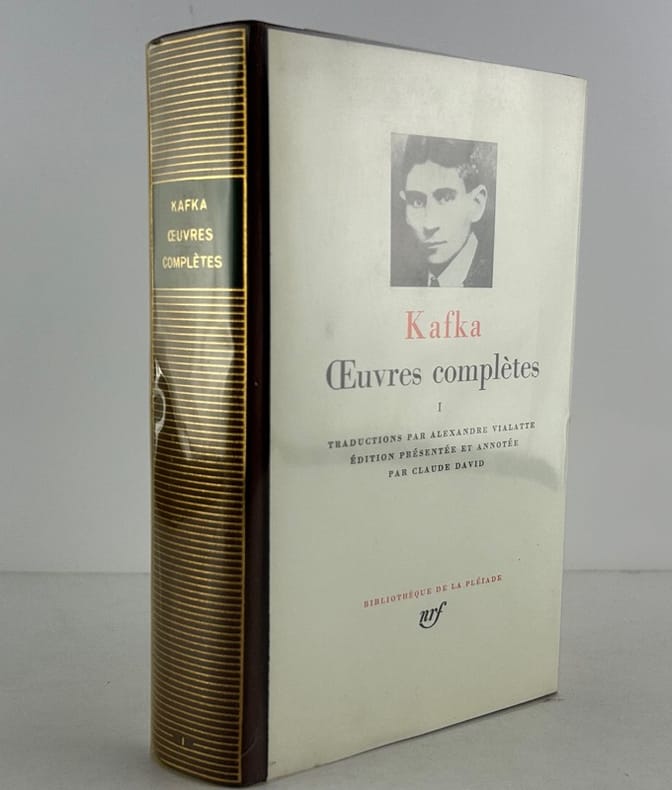 KAFKA
ŒUVRES
COMPLÈTES
I
Kafka
Œuvres complètes
I
TRADUCTIONS PAR ALEXANDRE VIALATTE
ÉDITION PRÉSENTÉE ET ANNOTÉE
PAR CLAUDE DAVID
BIBLIOTHÈQUE DE LA PLÉIADE
nrf